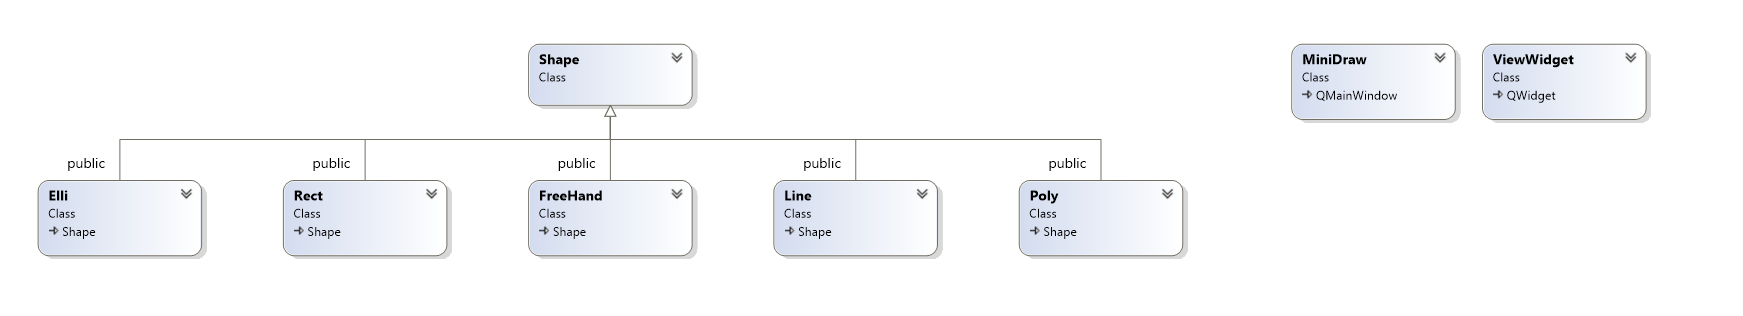 Shape
Class
MiniDraw
Class
QMainWindow
ViewWidget
Class
QWidget
public
public
public
public
public
Elli
Class
Shape
Rect
Class
Shape
FreeHand
Class
Shape
Line
Class
Shape
Poly
Class
Shape